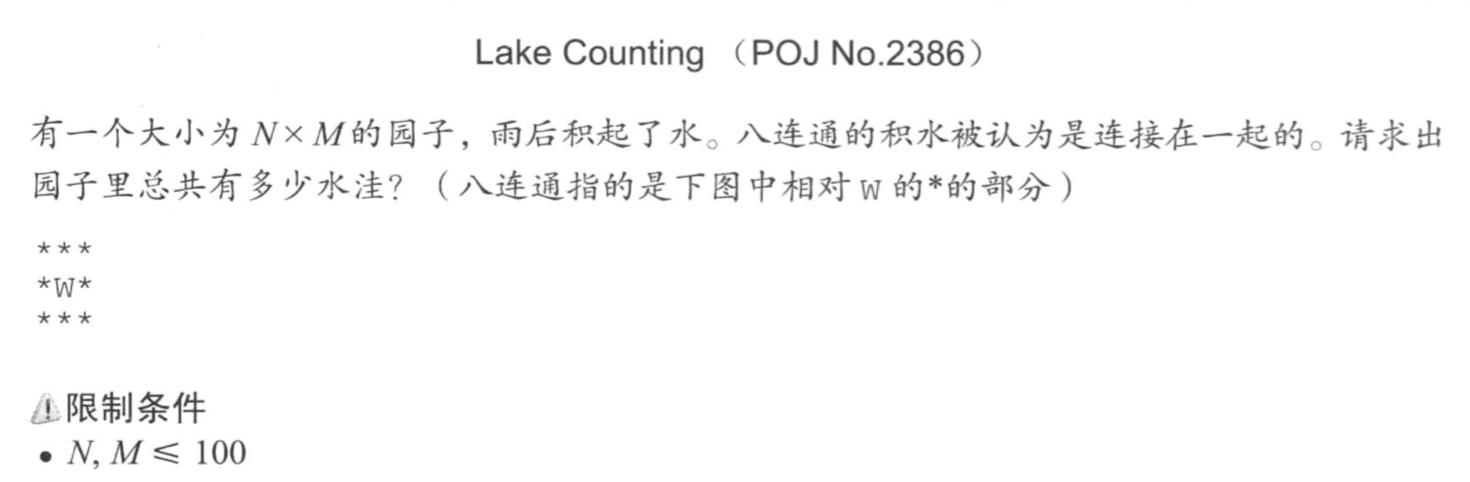 Lake Counting （POJ No.2386）
有一个大小为 N×M的园子，雨后积起了水。八连通的积水被认为是连接在一起的。请求出
园子里总共有多少水洼？（八连通指的是下图中相对 W 的*的部分）
***
*W*
***
限制条件
• N, M ≤ 100